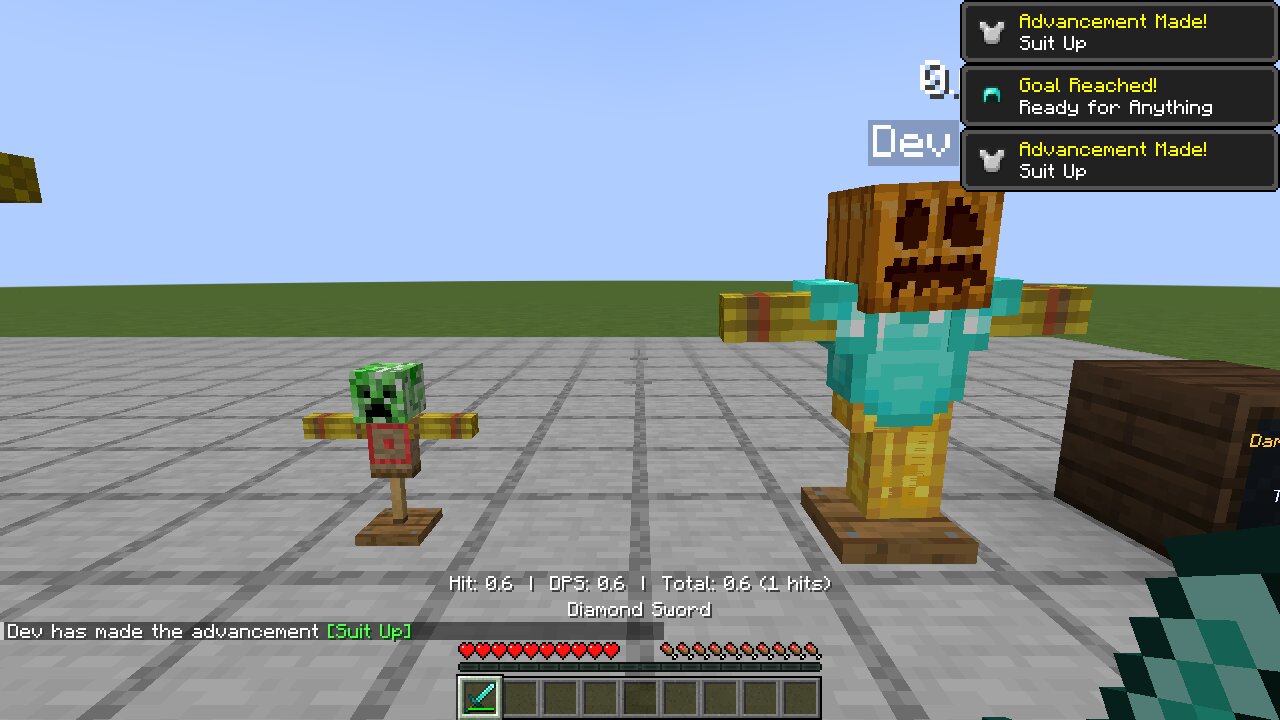 Advancement Made!
Suit Up
Goal Reached!
Ready for Anything
Advancement Made!
Suit Up
0.
Dev
Hit: 0.6 | DPS: 0.6 | Total: 0.6 (1 hits)
Diamond Sword
Dev has made the advancement [Suit Up]